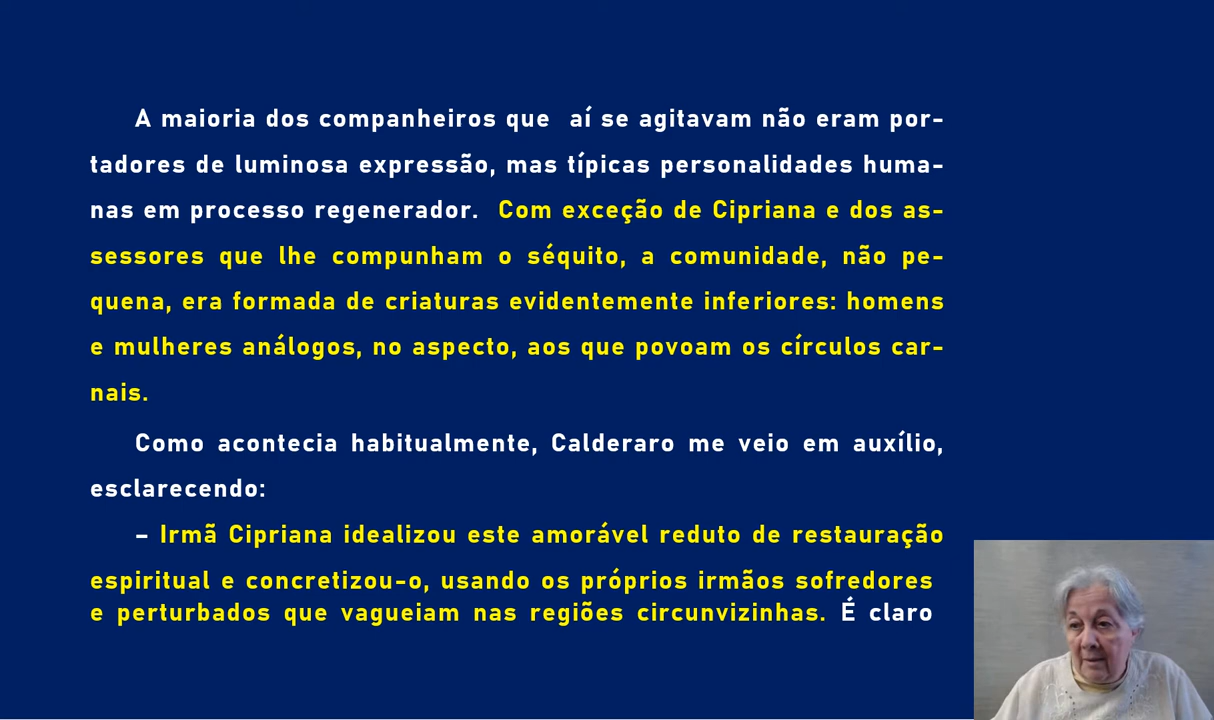 A maioria dos companheiros que aí se agitavam não eram por-
tadores de luminosa expressão, mas típicas personalidades huma-
nas em processo regenerador. Com exceção de Cipriana e dos as-
sessores que lhe compunham o séquito, a comunidade, não pe-
quena, era formada de criaturas evidentemente inferiores: homens
e mulheres análogos, no aspecto, aos que povoam os círculos car-
nais.
Como acontecia habitualmente, Calderaro me veio em auxílio,
esclarecendo:
– Irmã Cipriana idealizou este amorável reduto de restauração
espiritual e concretizou-o, usando os próprios irmãos sofredores
e perturbados que vagueiam nas regiões circunvizinhas. É claro